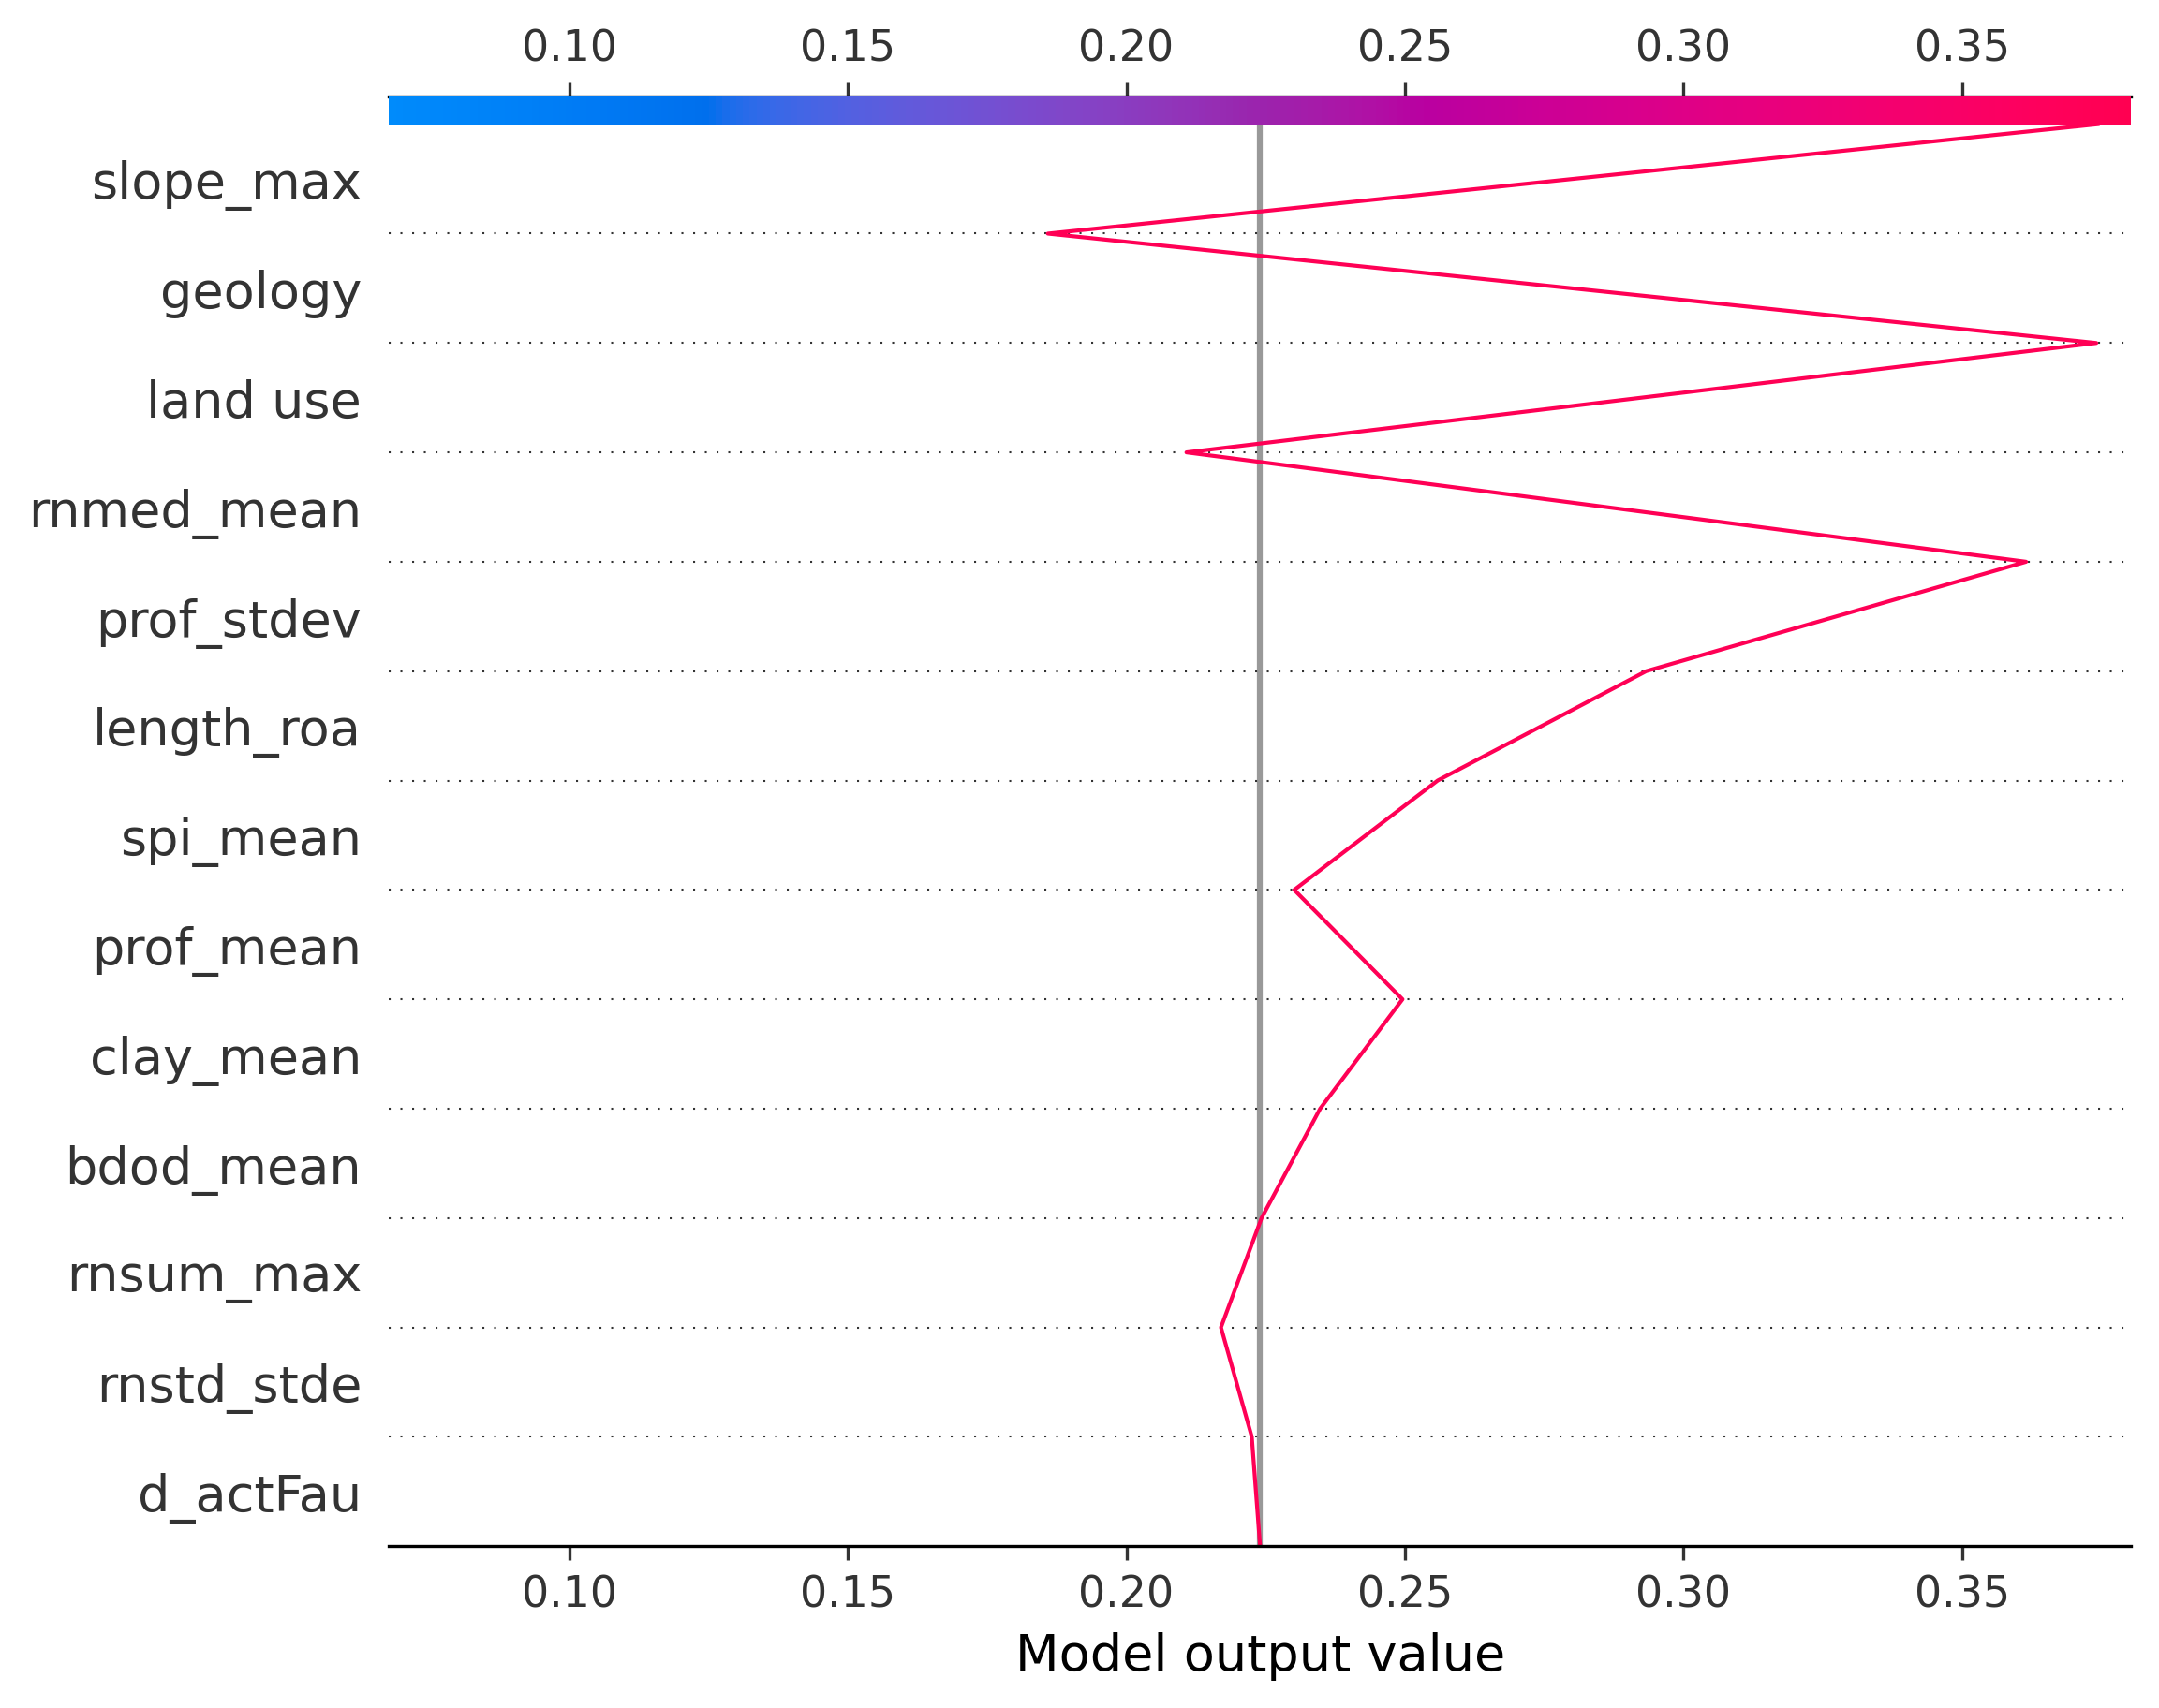 0.10 0.15 0.20 0.25 0.30 0.35
slope_max
geology
land use
rnmed_mean
prof_stdev
length_roa
spi_mean
prof_mean
clay_mean
bdod_mean
rnsum_max
rnstd_stde
d_actFau
0.10 0.15 0.20 0.25 0.30 0.35
Model output value